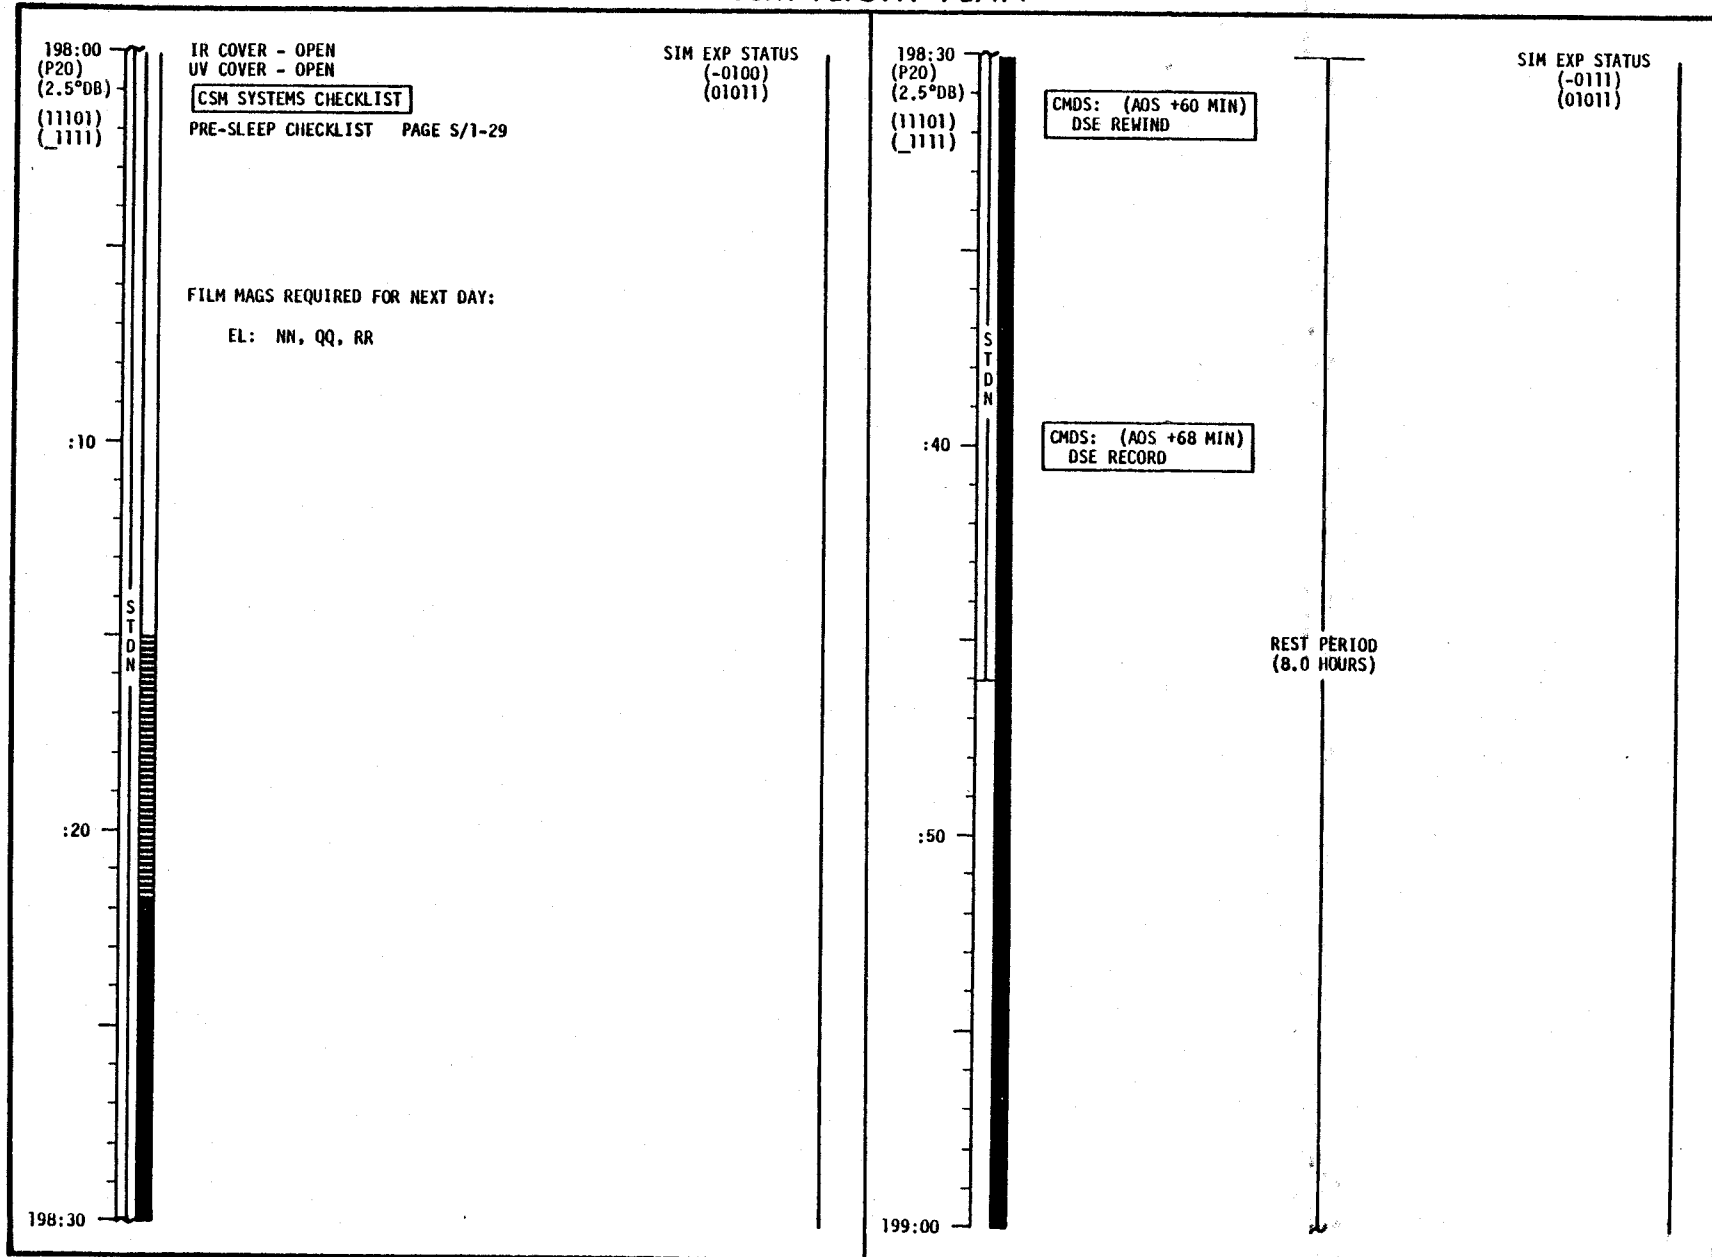 198:00
(P20)
(2.5°DB)
(11101)
(_1111)
IR COVER - OPEN
UV COVER - OPEN
CSM SYSTEMS CHECKLIST
PRE-SLEEP CHECKLIST PAGE S/1-29
SIM EXP STATUS
(-0100)
(01011)
FILM MAGS REQUIRED FOR NEXT DAY:
EL: NN, QQ, RR
:10
S
T
D
N
:20
198:30
198:30
(P20)
(2.5°DB)
(11101)
(_1111)
CMDS: (AOS +60 MIN)
DSE REWIND
SIM EXP STATUS
(-0111)
(01011)
S
T
D
N
:40
CMDS: (AOS +68 MIN)
DSE RECORD
REST PERIOD
(8.0 HOURS)
:50
199:00